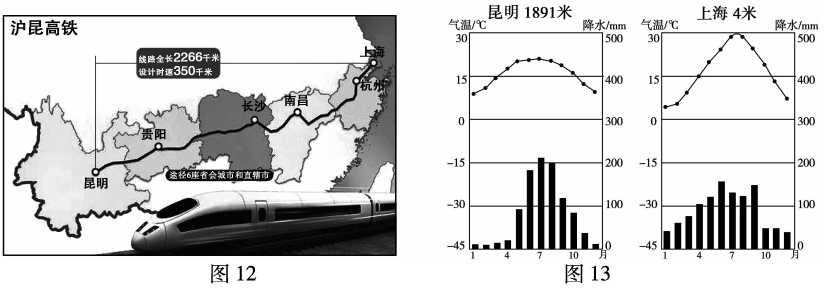 沪昆高铁
线路全长2266千米
设计时速350千米
上海
杭州
南昌
长沙
贵阳
昆明
途径6座省会城市和直辖市
图12
昆明 1891米
气温/℃ 降水/mm
30 500
15 400
0 300
-15 200
-30 100
-45 0
1 4 7 10 月
上海 4米
气温/℃ 降水/mm
30 500
15 400
0 300
-15 200
-30 100
-45 0
1 4 7 10 月
图13